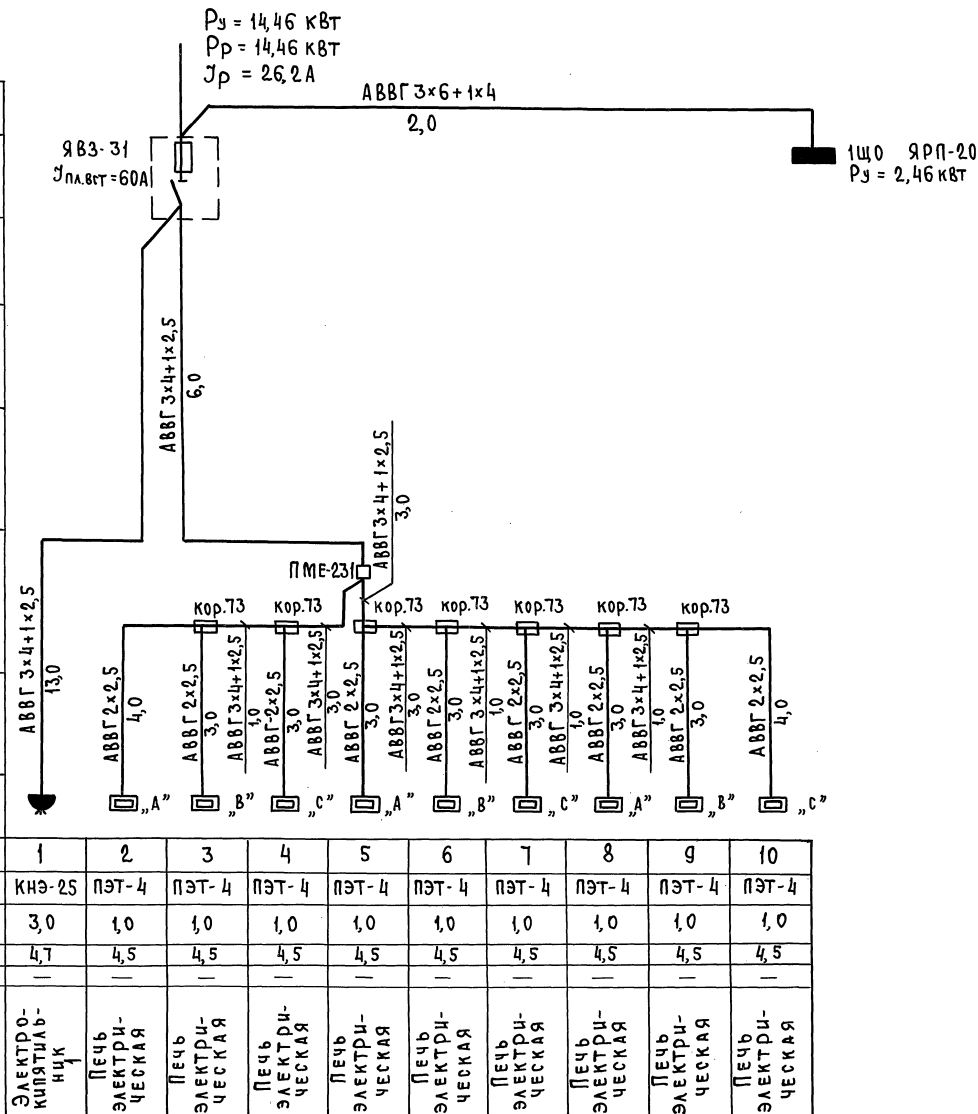 Ру = 14,46 кВт
Рр = 14,46 кВт
Jр = 26,2А
АВВГ 3×6+1×4
2,0
ЯВЗ-31
Jпл.вст=60А
1ЩО ЯРП-20
Ру = 2,46 кВт
АВВГ 3×4+1×2,5
6,0
АВВГ 3×4+1×2,5
3,0
ПМЕ-231
кор.73 кор.73 кор.73 кор.73 кор.73 кор.73 кор.73
АВВГ 3×4+1×2,5
13,0
АВВГ 2×2,5
4,0
АВВГ 2×2,5
3,0
АВВГ 3×4+1×2,5
1,0
АВВГ-2×2,5
3,0
АВВГ 3×4+1×2,5
3,0
АВВГ 2×2,5
3,0
АВВГ 3×4+1×2,5
3,0
АВВГ 2×2,5
3,0
АВВГ 3×4+1×2,5
1,0
АВВГ 2×2,5
3,0
АВВГ 3×4+1×2,5
1,0
АВВГ 2×2,5
3,0
АВВГ 3×4+1×2,5
1,0
АВВГ 2×2,5
3,0
АВВГ 2×2,5
4,0
„А” „В” „С” „А” „В” „С” „А” „В” „С”
1 2 3 4 5 6 7 8 9 10
КНЭ-25 ПЭТ-4 ПЭТ-4 ПЭТ-4 ПЭТ-4 ПЭТ-4 ПЭТ-4 ПЭТ-4 ПЭТ-4 ПЭТ-4
3,0 1,0 1,0 1,0 1,0 1,0 1,0 1,0 1,0 1,0
4,7 4,5 4,5 4,5 4,5 4,5 4,5 4,5 4,5 4,5
— — — — — — — — — —
Электро-
кипятиль-
ник
1
Печь
электри-
ческая
Печь
электри-
ческая
Печь
электри-
ческая
Печь
электри-
ческая
Печь
электри-
ческая
Печь
электри-
ческая
Печь
электри-
ческая
Печь
электри-
ческая
Печь
электри-
ческая